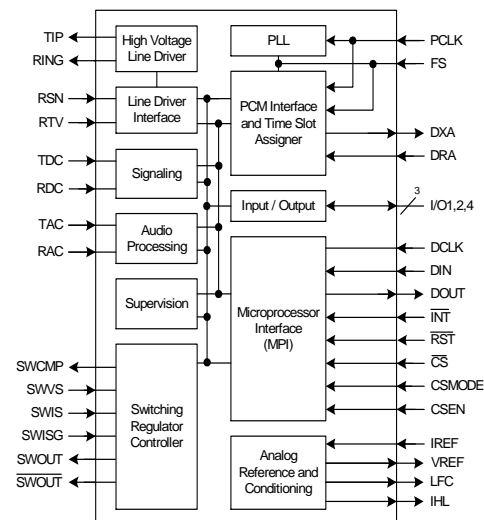 TIP
RING
RSN
RTV
TDC
RDC
TAC
RAC
SWCMP
SWVS
SWIS
SWISG
SWOUT
SWOUT
High Voltage
Line Driver
Line Driver
Interface
Signaling
Audio
Processing
Supervision
Switching
Regulator
Controller
PLL
PCM Interface
and Time Slot
Assigner
Input / Output
Microprocessor
Interface
(MPI)
Analog
Reference and
Conditioning
PCLK
FS
DXA
DRA
3
I/O1,2,4
DCLK
DIN
DOUT
INT
RST
CS
CSMODE
CSEN
IREF
VREF
LFC
IHL